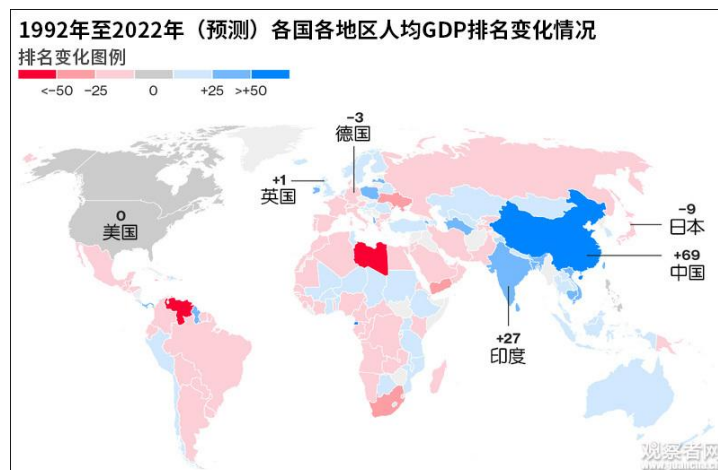 1992年至2022年（预测）各国各地区人均GDP排名变化情况
排名变化图例
<-50 -25 0 +25 >+50
-3
德国
+1
英国
0
美国
-9
日本
+69
中国
+27
印度
观察者网
www.guancha.cn